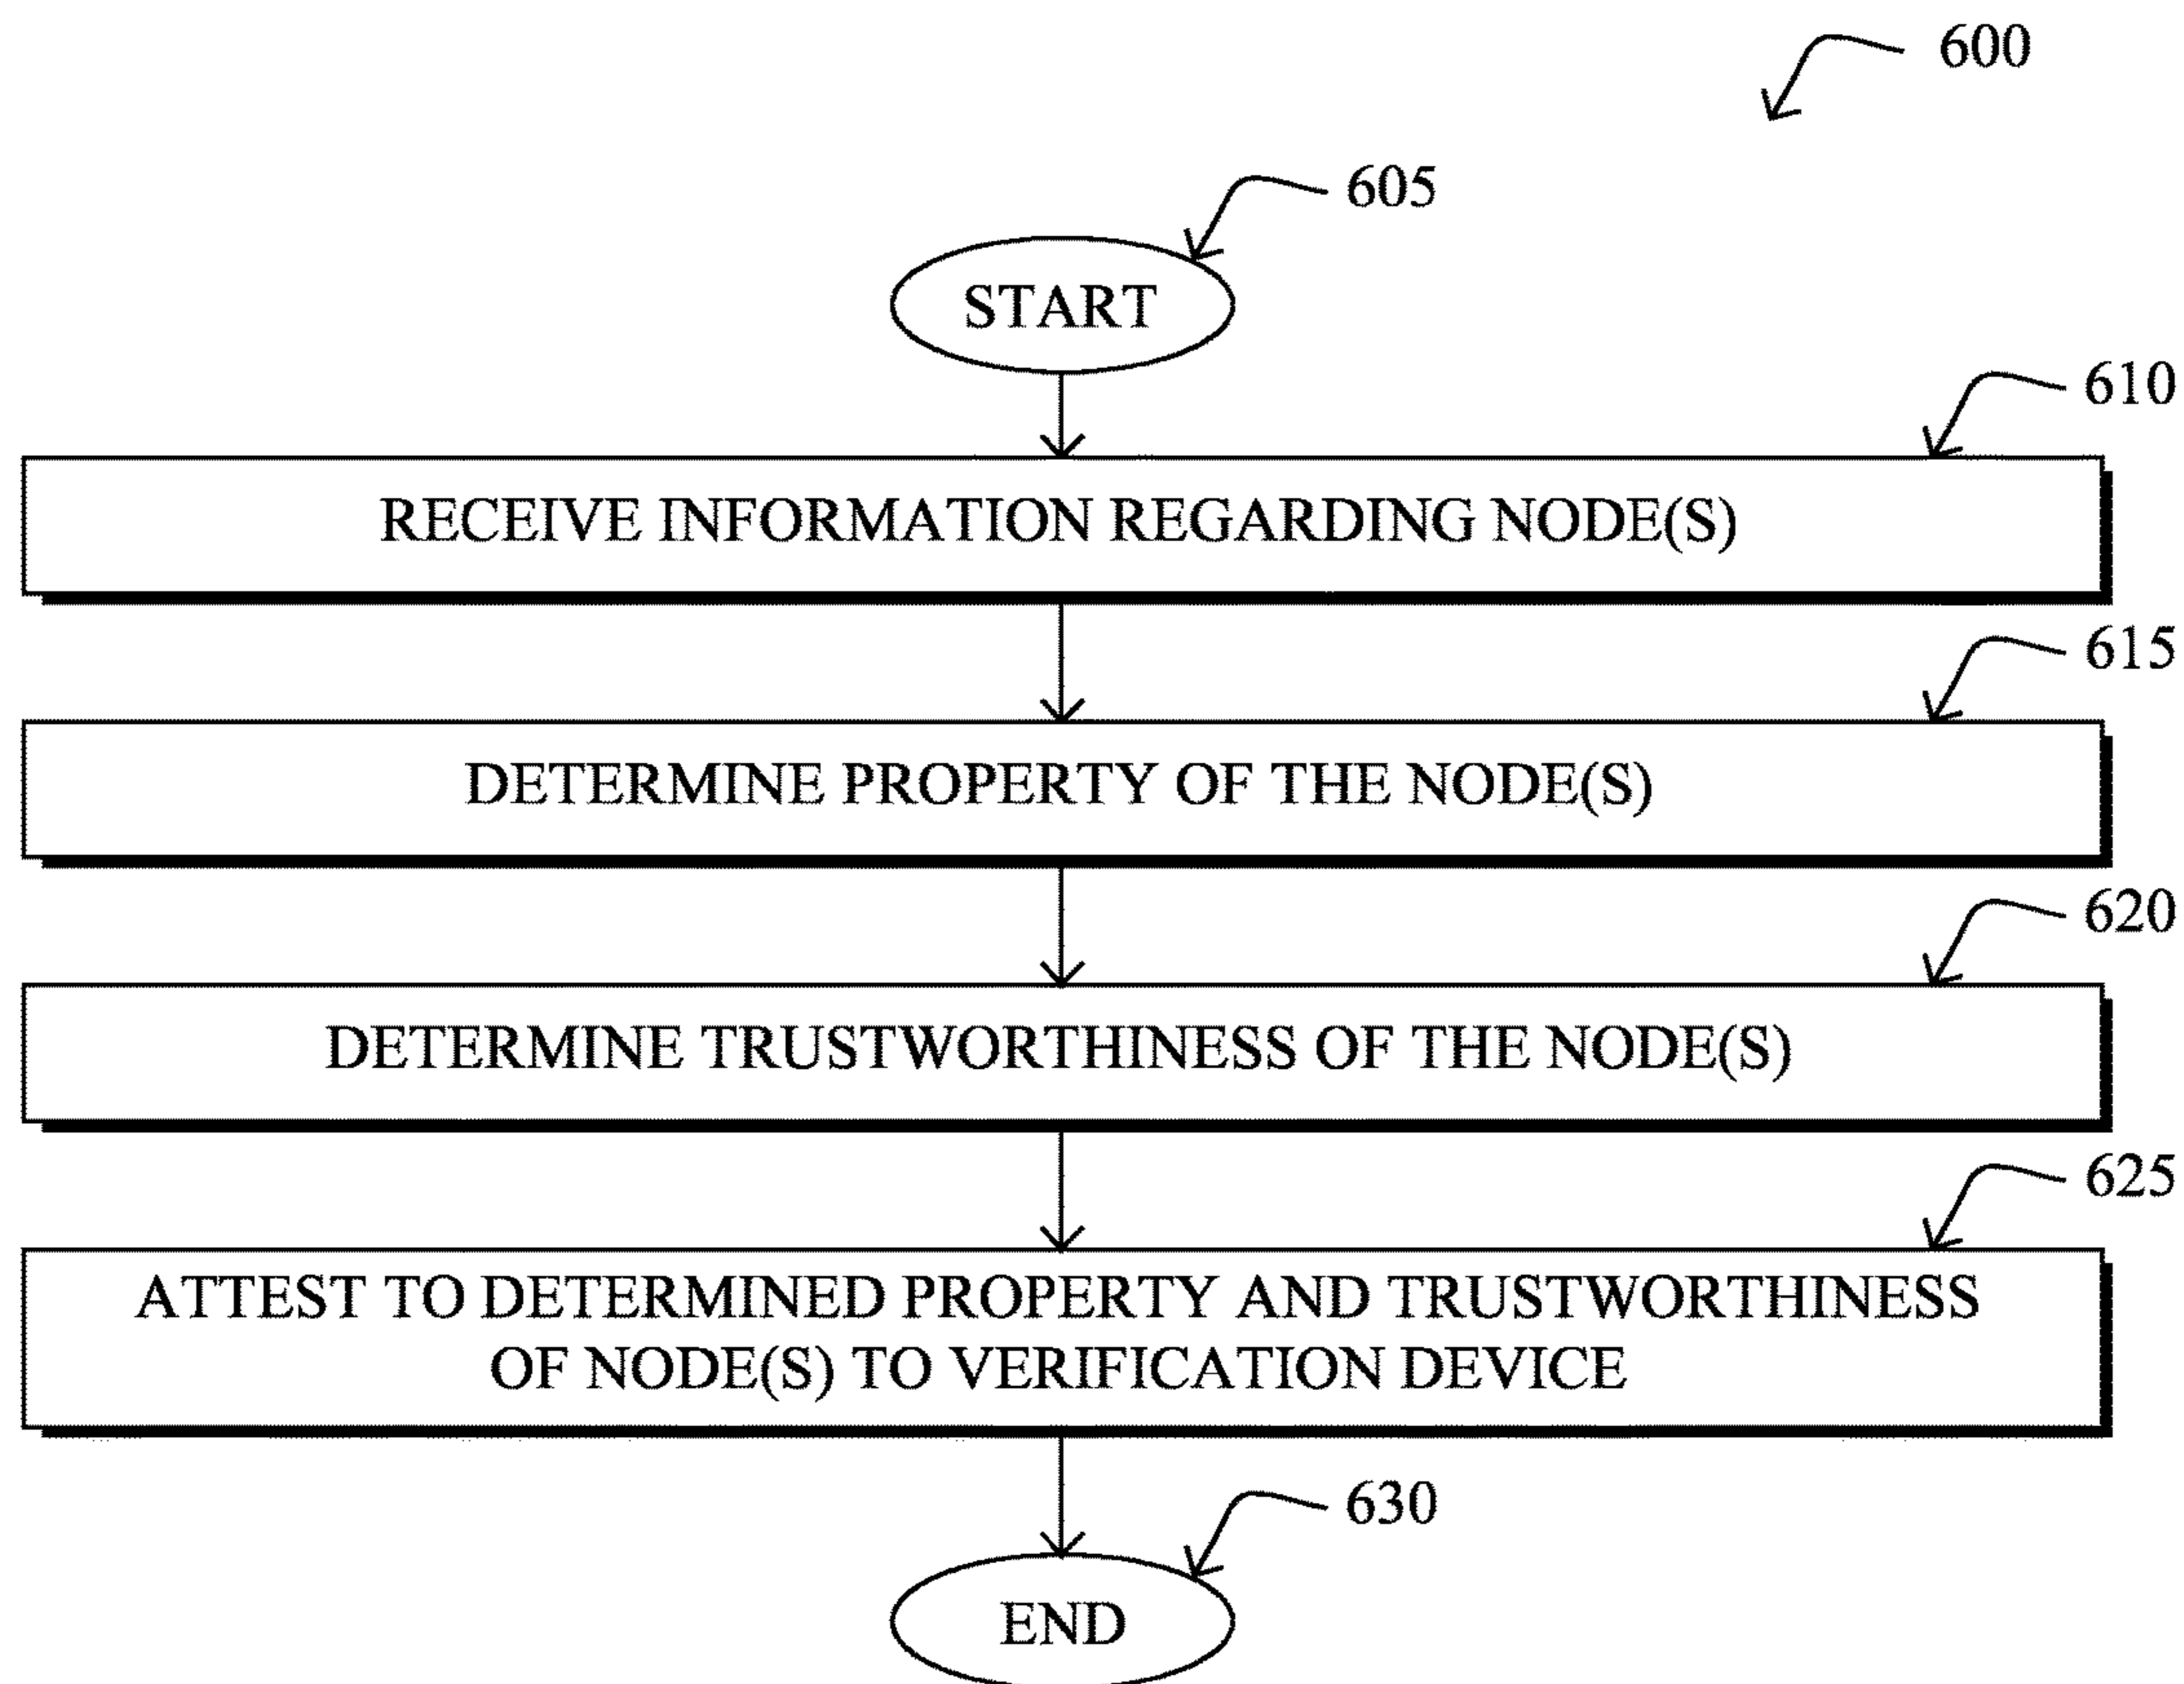 600
605
START
610
RECEIVE INFORMATION REGARDING NODE(S)
615
DETERMINE PROPERTY OF THE NODE(S)
620
DETERMINE TRUSTWORTHINESS OF THE NODE(S)
625
ATTEST TO DETERMINED PROPERTY AND TRUSTWORTHINESS
OF NODE(S) TO VERIFICATION DEVICE
630
END